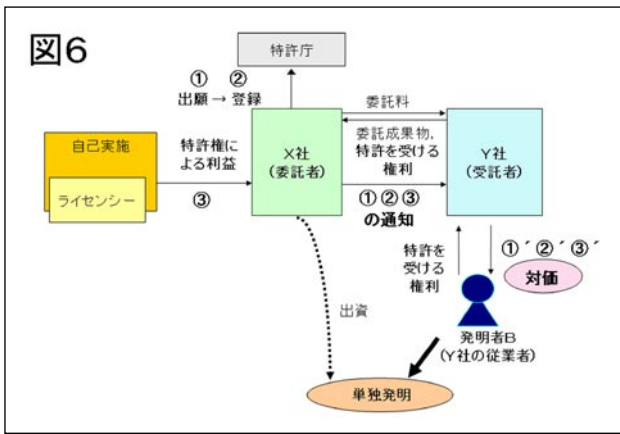 図6
特許庁
① ②
出願 → 登録
委託料
委託成果物,
特許を受ける
権利
自己実施
ライセンシー
特許権に
よる利益
③
X社
(委託者)
Y社
(受託者)
① ② ③
の通知
特許を
受ける
権利
①´ ②´ ③´
対価
出資
発明者B
(Y社の従業者)
単独発明